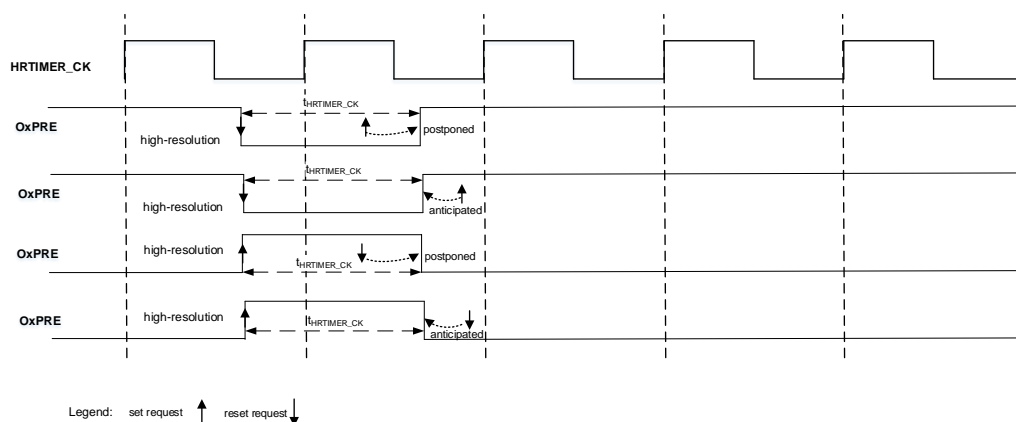 HRTIMER_CK
tHRTIMER_CK
OxPRE
high-resolution
postponed
tHRTIMER_CK
OxPRE
high-resolution
anticipated
high-resolution
OxPRE
postponed
tHRTIMER_CK
high-resolution
OxPRE
tHRTIMER_CK
anticipated
Legend: set request reset request